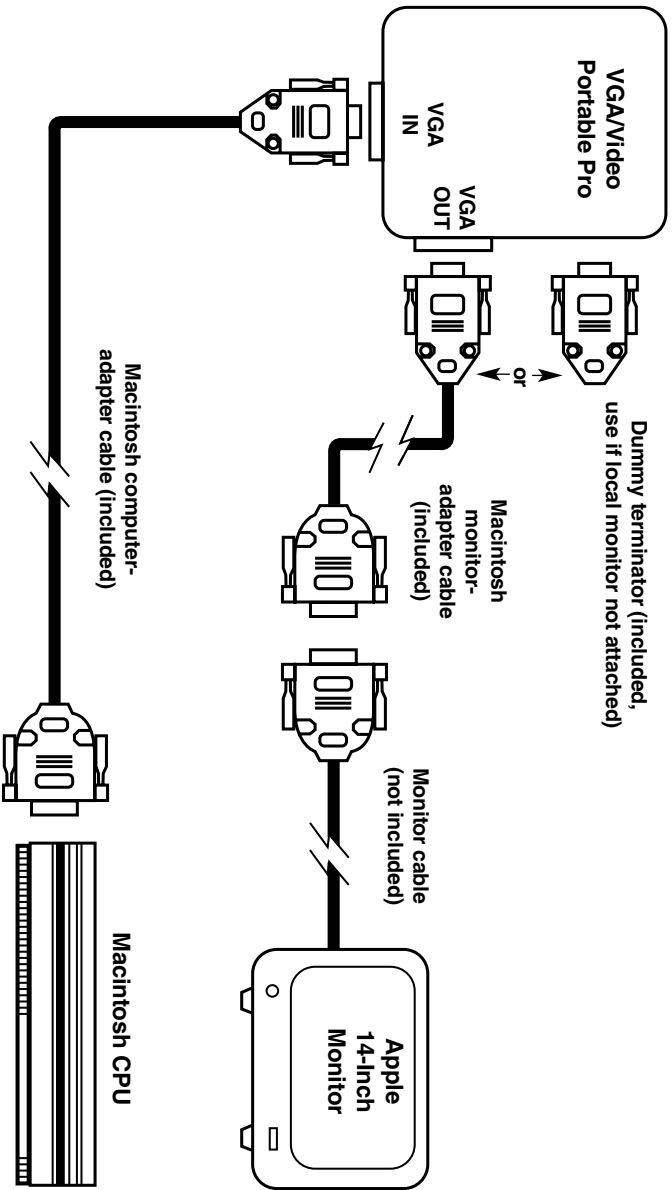 VGA/Video
Portable Pro
VGA
IN
VGA
OUT
or
Dummy terminator (included,
use if local monitor not attached)
Macintosh
monitor-
adapter cable
(included)
Macintosh computer-
adapter cable (included)
Monitor cable
(not included)
Apple
14-Inch
Monitor
Macintosh CPU